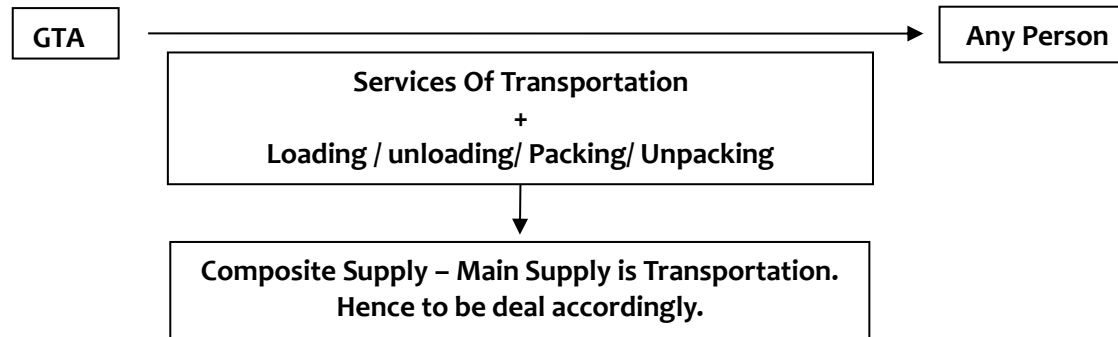 GTA
Any Person
Services Of Transportation
+
Loading / unloading/ Packing/ Unpacking
Composite Supply – Main Supply is Transportation.
Hence to be deal accordingly.